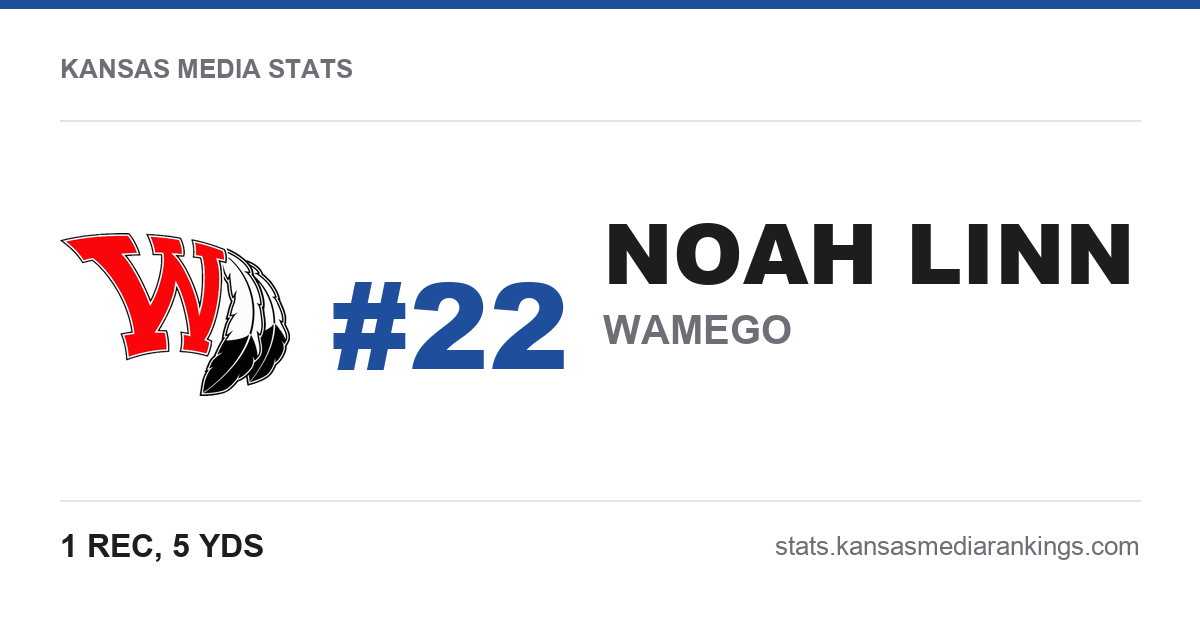 KANSAS MEDIA STATS
W
#22
NOAH LINN
WAMEGO
1 REC, 5 YDS
stats.kansasmediarankings.com